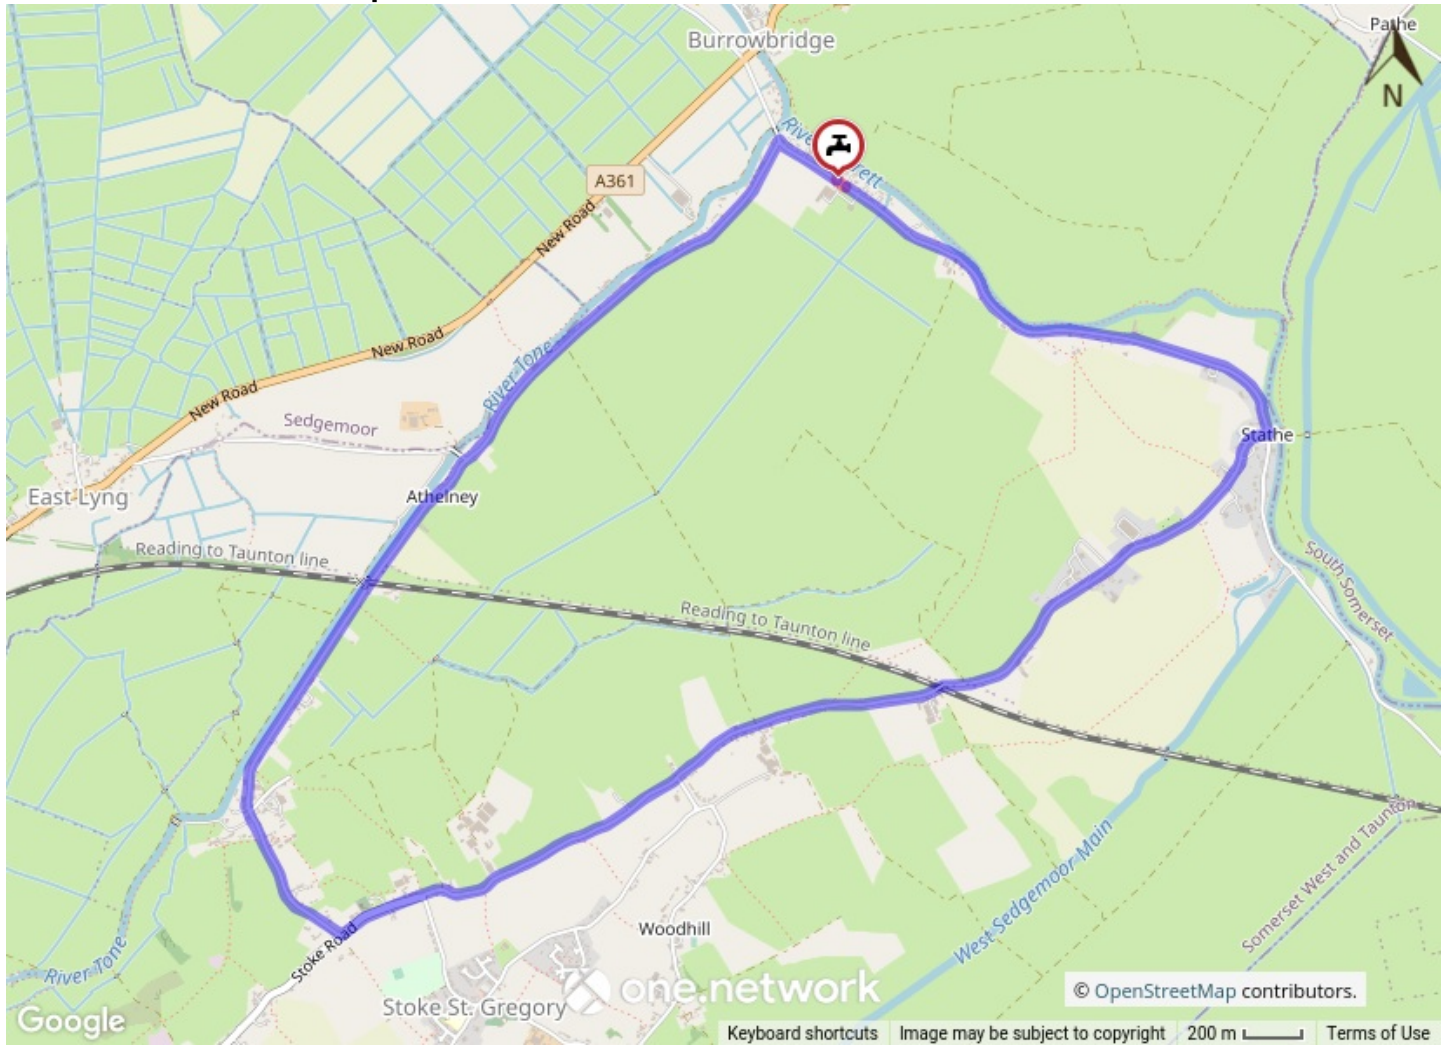 Pathe
Burrowbridge
N
River Parrett
A361
New Road
New Road
New Road
River Tone
Sedgemoor
Stathe
East Lyng
Athelney
Reading to Taunton line
South Somerset
Reading to Taunton line
West Sedgemoor Main
Somerset West and Taunton
Woodhill
Stoke Road
River Tone
Stoke St. Gregory
one.network
© OpenStreetMap contributors.
Google
Keyboard shortcuts Image may be subject to copyright 200 m Terms of Use